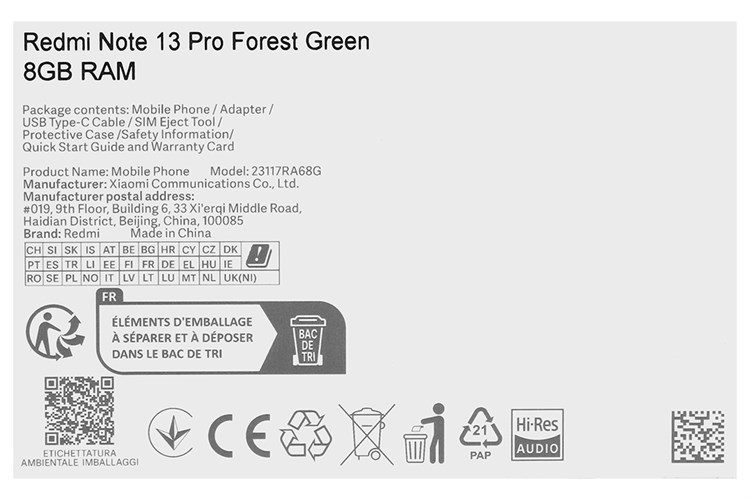 Redmi Note 13 Pro Forest Green
8GB RAM
Package contents: Mobile Phone / Adapter /
USB Type-C Cable / SIM Eject Tool /
Protective Case /Safety Information/
Quick Start Guide and Warranty Card
Product Name: Mobile Phone Model: 23117RA68G
Manufacturer: Xiaomi Communications Co., Ltd.
Manufacturer postal address:
#019, 9th Floor, Building 6, 33 Xi'erqi Middle Road,
Haidian District, Beijing, China, 100085
Brand: Redmi Made in China
CH SI SK IS AT BE BG HR CY CZ DK
PT ES TR LI EE FI FR DE EL HU IE
RO SE PL NO IT LV LT LU MT NL UK(NI)
FR
ÉLÉMENTS D'EMBALLAGE
À SÉPARER ET À DÉPOSER
DANS LE BAC DE TRI
BAC
DE
TRI
ETICHETTATURA
AMBIENTALE IMBALLAGGI
CE
21
PAP
Hi-Res
AUDIO